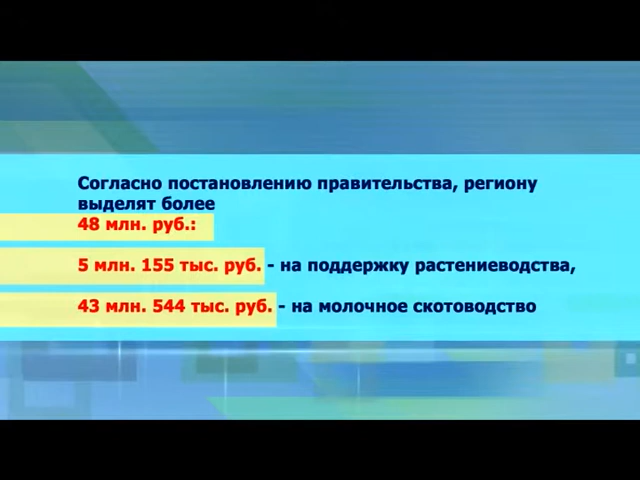 Согласно постановлению правительства, региону
выделят более
48 млн. руб.:
5 млн. 155 тыс. руб. - на поддержку растениеводства,
43 млн. 544 тыс. руб. - на молочное скотоводство